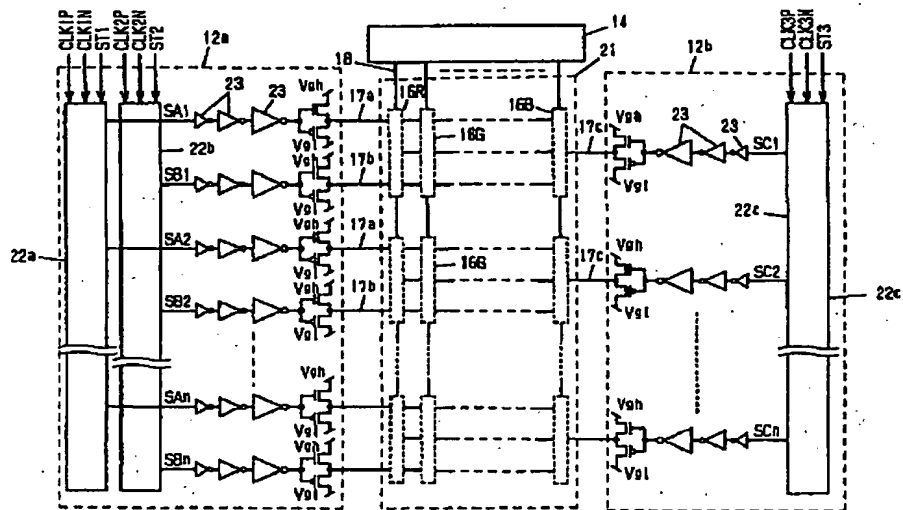 CLK1P
CLK1N
ST1
CLK2P
CLK2N
ST2
12a
14
18
21
12b
CLK3P
CLK3N
ST3
SA1
23
23
Vgh
17a
16R
16B
Vgh
23
23
SC1
22b
Vgl
16G
17c
Vgl
SB1
Vgh
17b
22c
Vgl
22a
SA2
Vgh
17a
16G
17c
Vgh
SC2
22c
Vgl
SB2
Vgh
17b
Vgl
Vgl
SAn
Vgh
Vgh
SCn
Vgl
SBn
Vgh
Vgl
Vgl